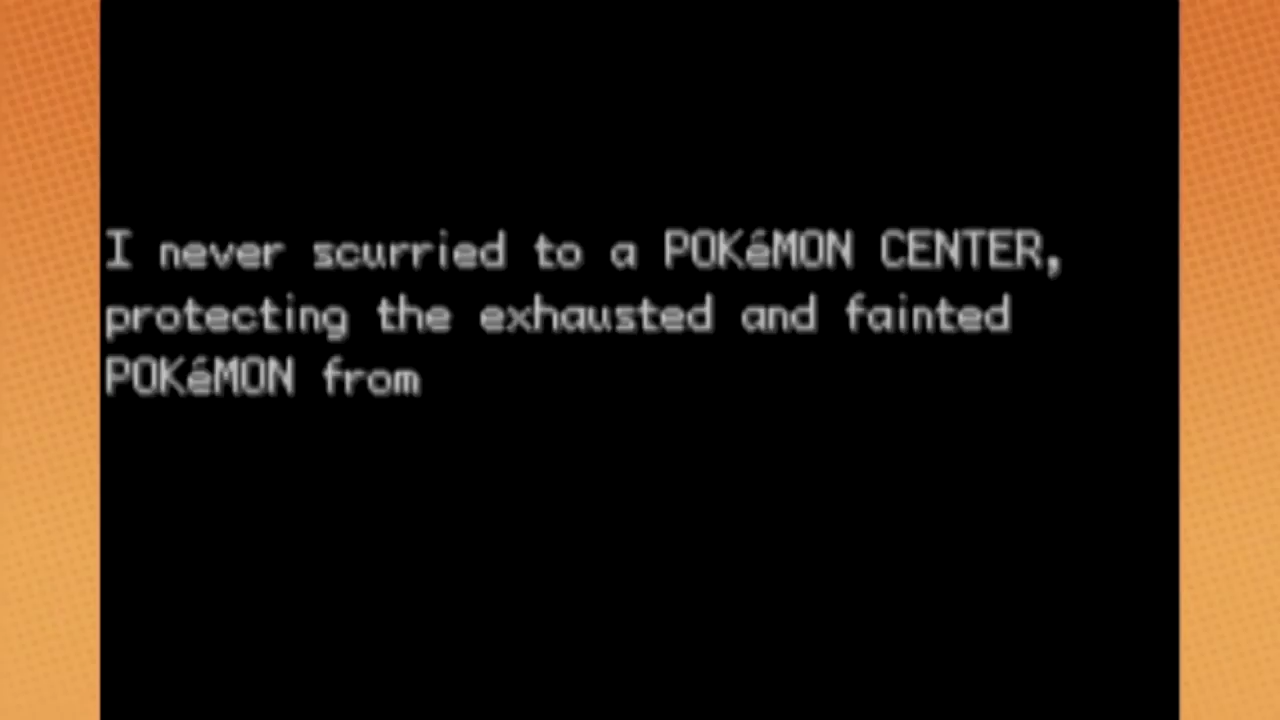 I never scurried to a POKéMON CENTER,
protecting the exhausted and fainted
POKéMON from